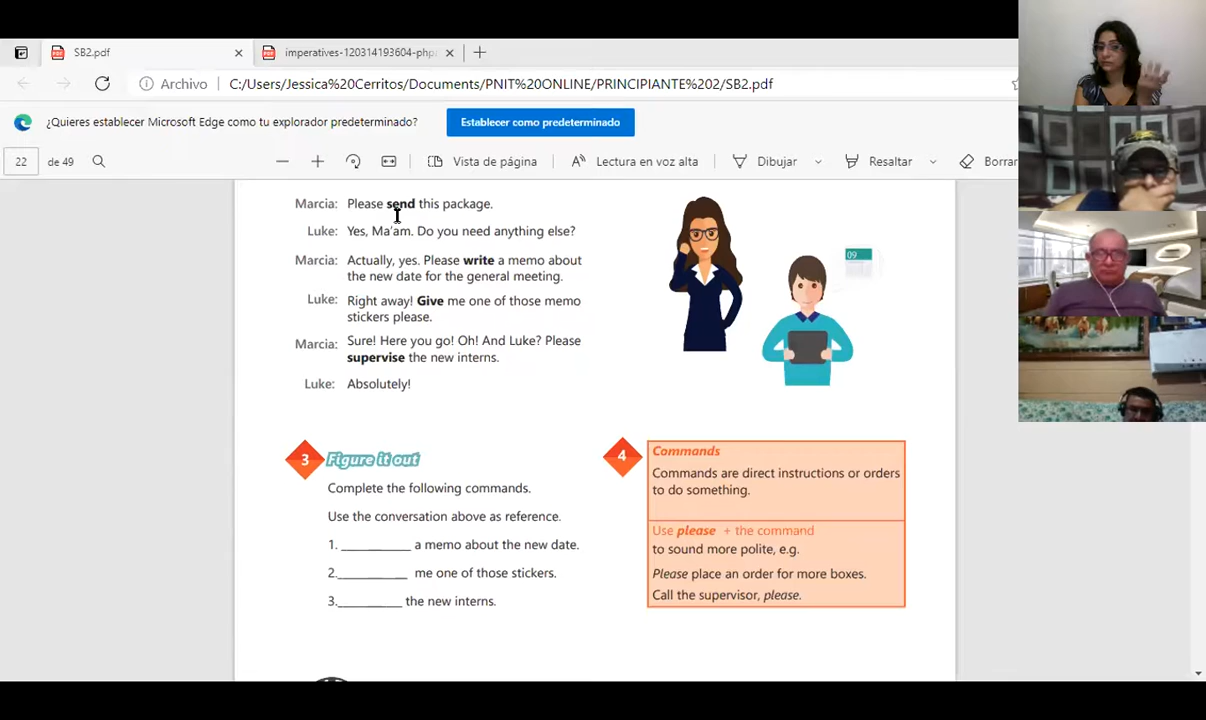 SB2.pdf
imperatives-120314193604-php
Archivo
C:/Users/Jessica%20Cerritos/Documents/PNIT%20ONLINE/PRINCIPIANTE%202/SB2.pdf
¿Quieres establecer Microsoft Edge como tu explorador predeterminado?
Establecer como predeterminado
22 de 49
Vista de página
Lectura en voz alta
Dibujar
Resaltar
Borrar
Marcia: Please send this package.
Luke: Yes, Ma'am. Do you need anything else?
Marcia: Actually, yes. Please write a memo about
the new date for the general meeting.
Luke: Right away! Give me one of those memo
stickers please.
Marcia: Sure! Here you go! Oh! And Luke? Please
supervise the new interns.
Luke: Absolutely!
09
3 Figure it out
Complete the following commands.
Use the conversation above as reference.
1. __________ a memo about the new date.
2.__________ me one of those stickers.
3.__________ the new interns.
4 Commands
Commands are direct instructions or orders
to do something.
Use please + the command
to sound more polite, e.g.
Please place an order for more boxes.
Call the supervisor, please.